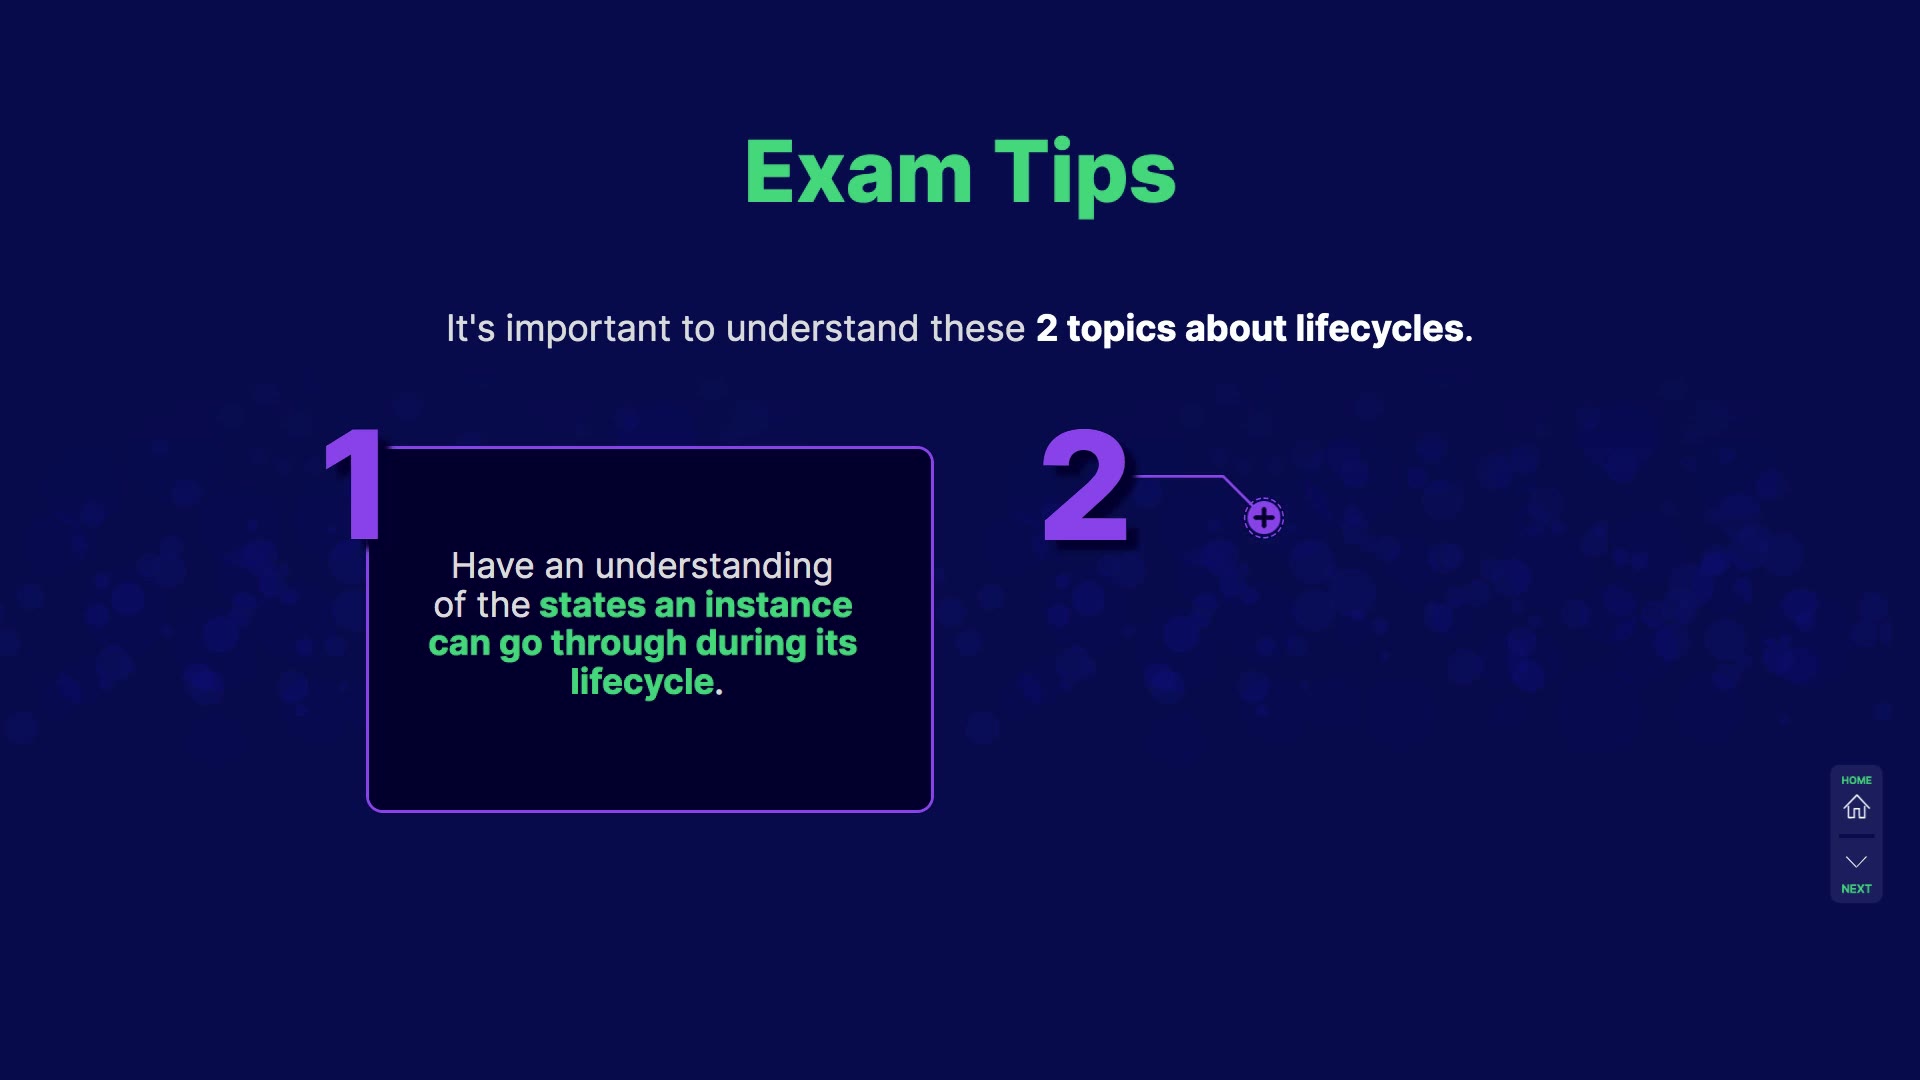 Exam Tips
It's important to understand these 2 topics about lifecycles.
1
Have an understanding
of the states an instance
can go through during its
lifecycle.
2
HOME
NEXT